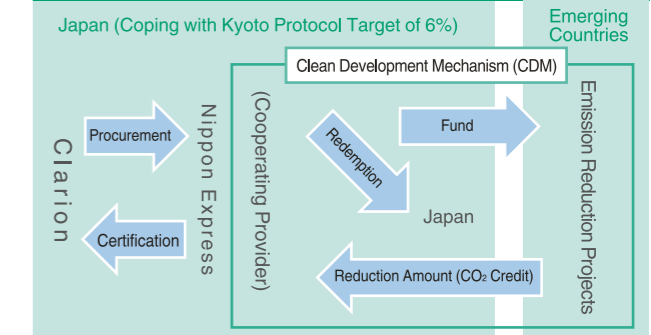 Japan (Coping with Kyoto Protocol Target of 6%)
Emerging
Countries
Clean Development Mechanism (CDM)
Clarion
Procurement
Certification
Nippon Express
(Cooperating Provider)
Redemption
Fund
Japan
Reduction Amount (CO₂ Credit)
Emission Reduction Projects